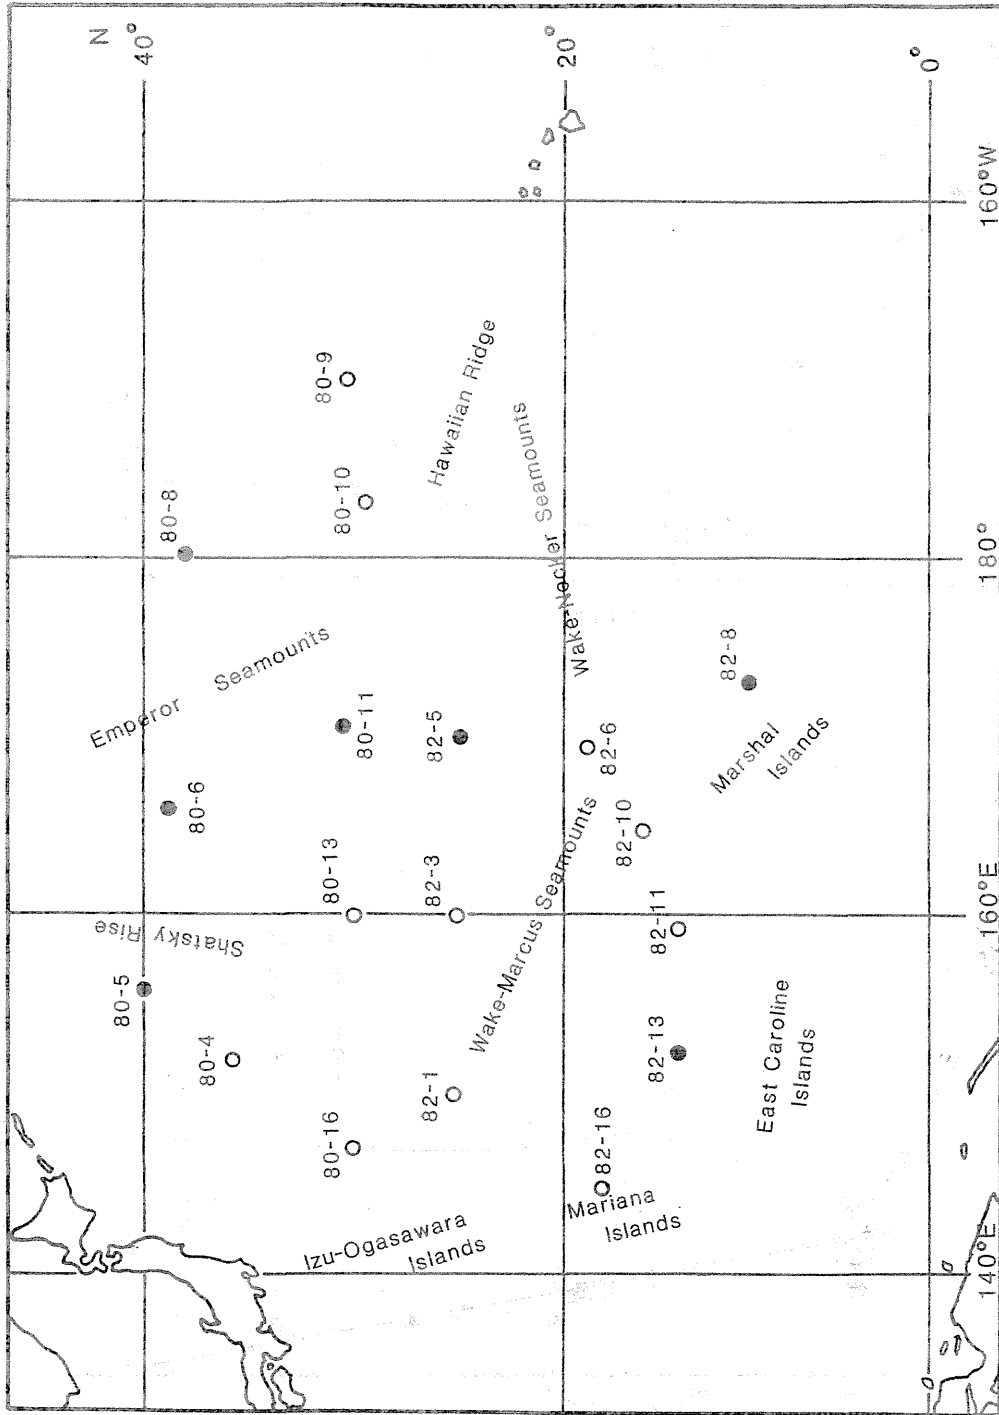 N
40°
20°
0°
160°W
180°
160°E
140°E
80-9
80-10
80-8
Hawaiian Ridge
Wake-Necker Seamounts
Emperor Seamounts
80-11
82-5
82-8
80-6
82-6
Marshal
Islands
80-13
82-3
82-10
Wake-Marcus Seamounts
82-11
Shatsky Rise
80-5
80-4
82-13
East Caroline
Islands
82-1
80-16
82-16
Mariana
Islands
Izu-Ogasawara
Islands